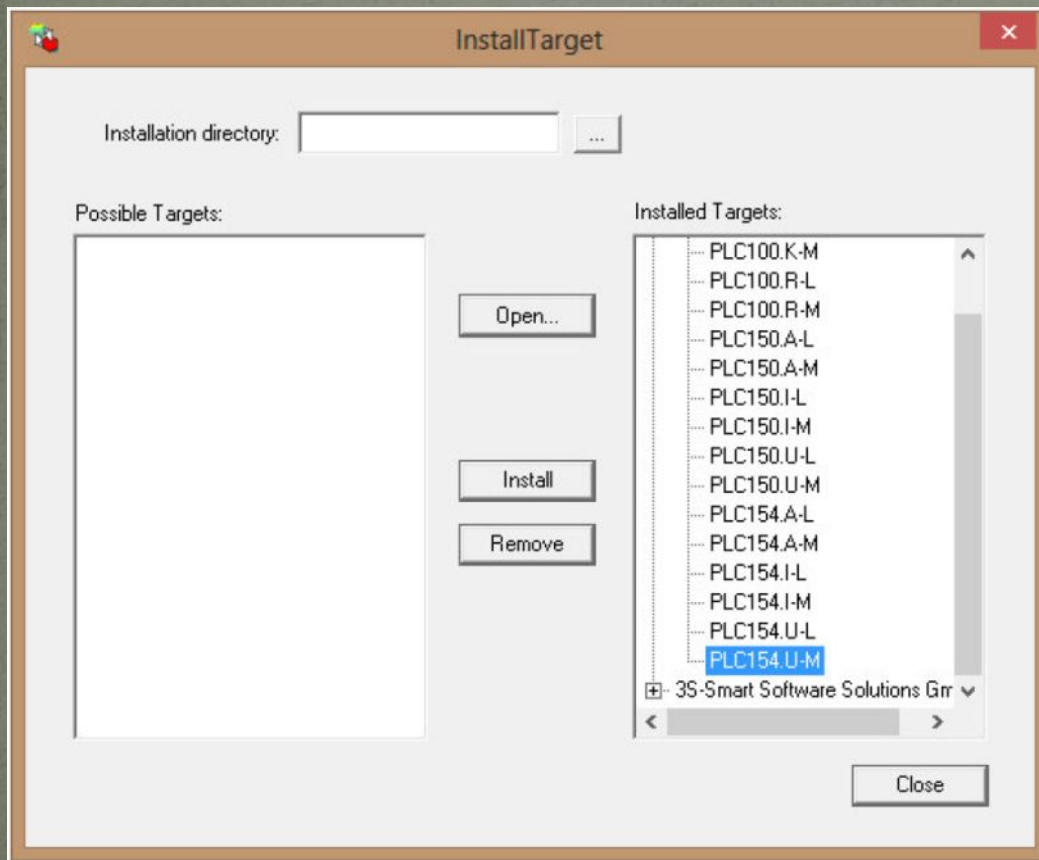 InstallTarget
Installation directory:
...
Possible Targets:
Installed Targets:
PLC100.K-M
PLC100.R-L
PLC100.R-M
PLC150.A-L
PLC150.A-M
PLC150.I-L
PLC150.I-M
PLC150.U-L
PLC150.U-M
PLC154.A-L
PLC154.A-M
PLC154.I-L
PLC154.I-M
PLC154.U-L
PLC154.U-M
3S-Smart Software Solutions Gm
Open...
Install
Remove
Close